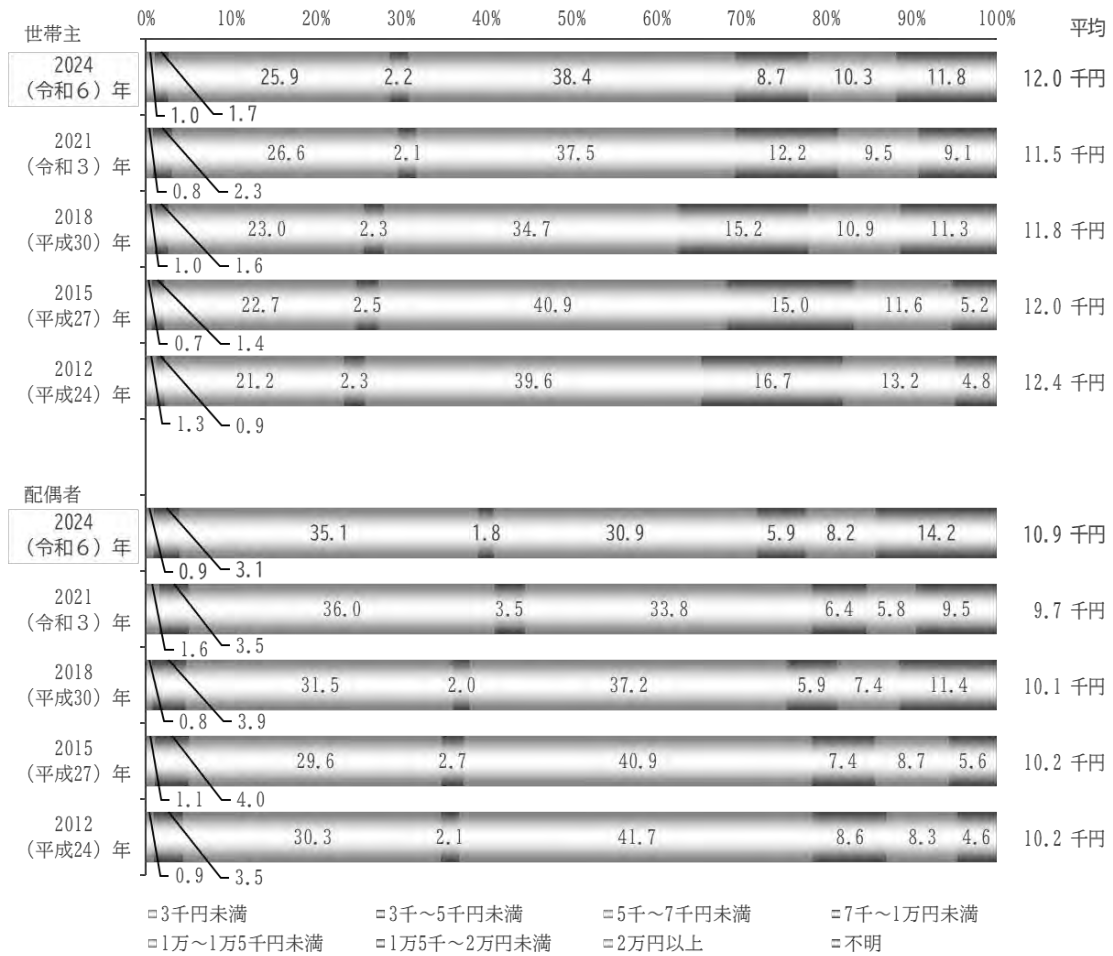 0% 10% 20% 30% 40% 50% 60% 70% 80% 90% 100%
平均
世帯主
2024
（令和６）年
25.9 2.2 38.4 8.7 10.3 11.8
12.0 千円
1.0 1.7
2021
（令和３）年
26.6 2.1 37.5 12.2 9.5 9.1
11.5 千円
0.8 2.3
2018
（平成30）年
23.0 2.3 34.7 15.2 10.9 11.3
11.8 千円
1.0 1.6
2015
（平成27）年
22.7 2.5 40.9 15.0 11.6 5.2
12.0 千円
0.7 1.4
2012
（平成24）年
21.2 2.3 39.6 16.7 13.2 4.8
12.4 千円
1.3 0.9
配偶者
2024
（令和６）年
35.1 1.8 30.9 5.9 8.2 14.2
10.9 千円
0.9 3.1
2021
（令和３）年
36.0 3.5 33.8 6.4 5.8 9.5
9.7 千円
1.6 3.5
2018
（平成30）年
31.5 2.0 37.2 5.9 7.4 11.4
10.1 千円
0.8 3.9
2015
（平成27）年
29.6 2.7 40.9 7.4 8.7 5.6
10.2 千円
1.1 4.0
2012
（平成24）年
30.3 2.1 41.7 8.6 8.3 4.6
10.2 千円
0.9 3.5
3千円未満 3千～5千円未満 5千～7千円未満 7千～1万円未満
1万～1万5千円未満 1万5千～2万円未満 2万円以上 不明